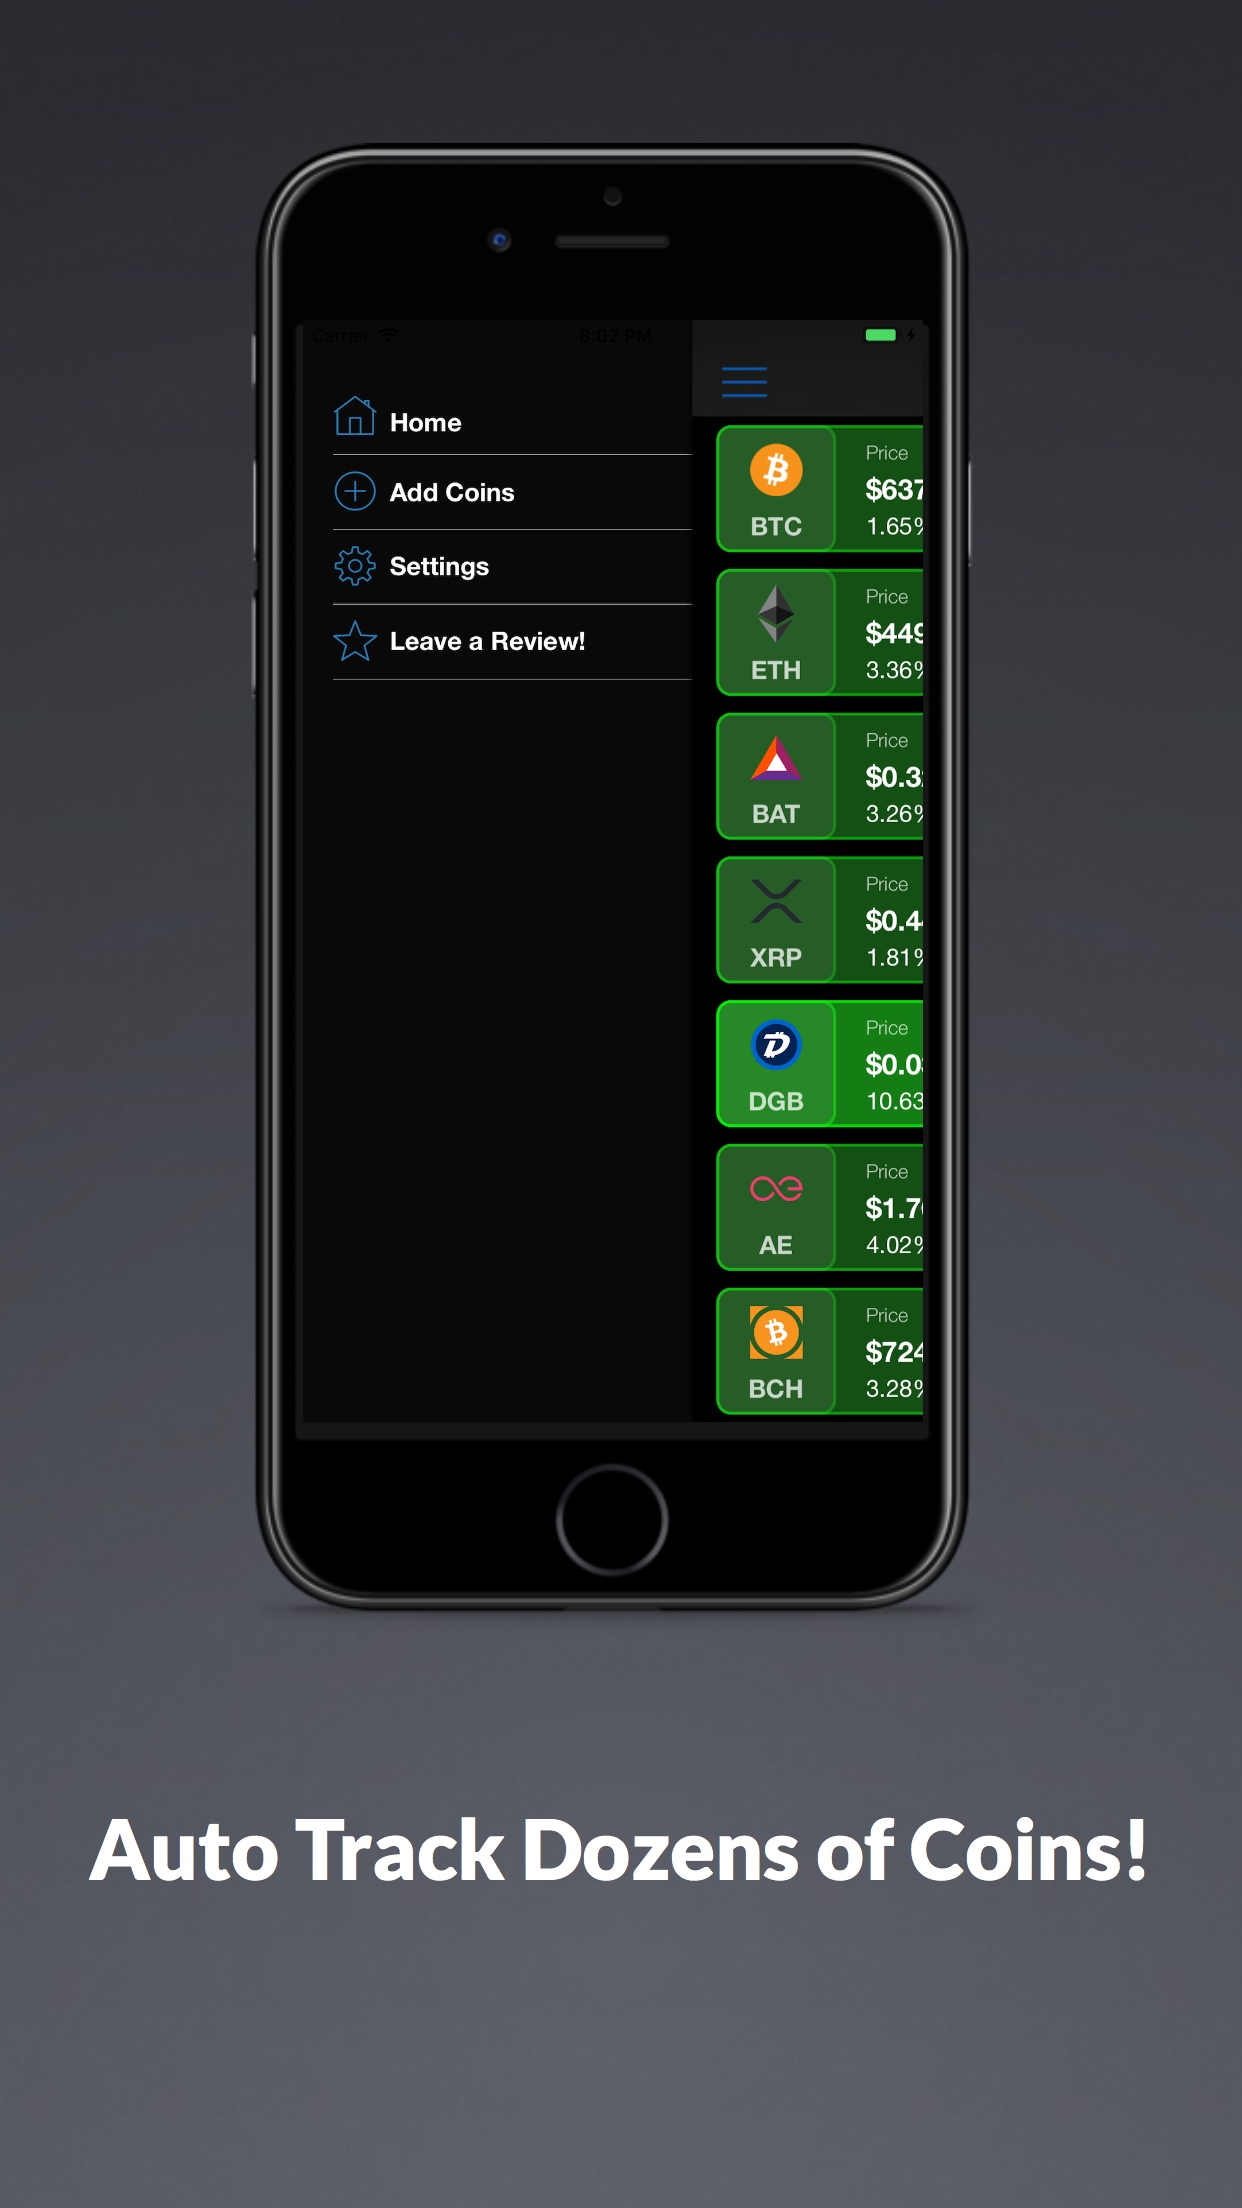 Carrier
8:02 PM
Home
Add Coins
Settings
Leave a Review!
BTC
Price
$637
1.65%
ETH
Price
$449
3.36%
BAT
Price
$0.3
3.26%
XRP
Price
$0.4
1.81%
DGB
Price
$0.0
10.63
AE
Price
$1.7
4.02%
BCH
Price
$724
3.28%
Auto Track Dozens of Coins!